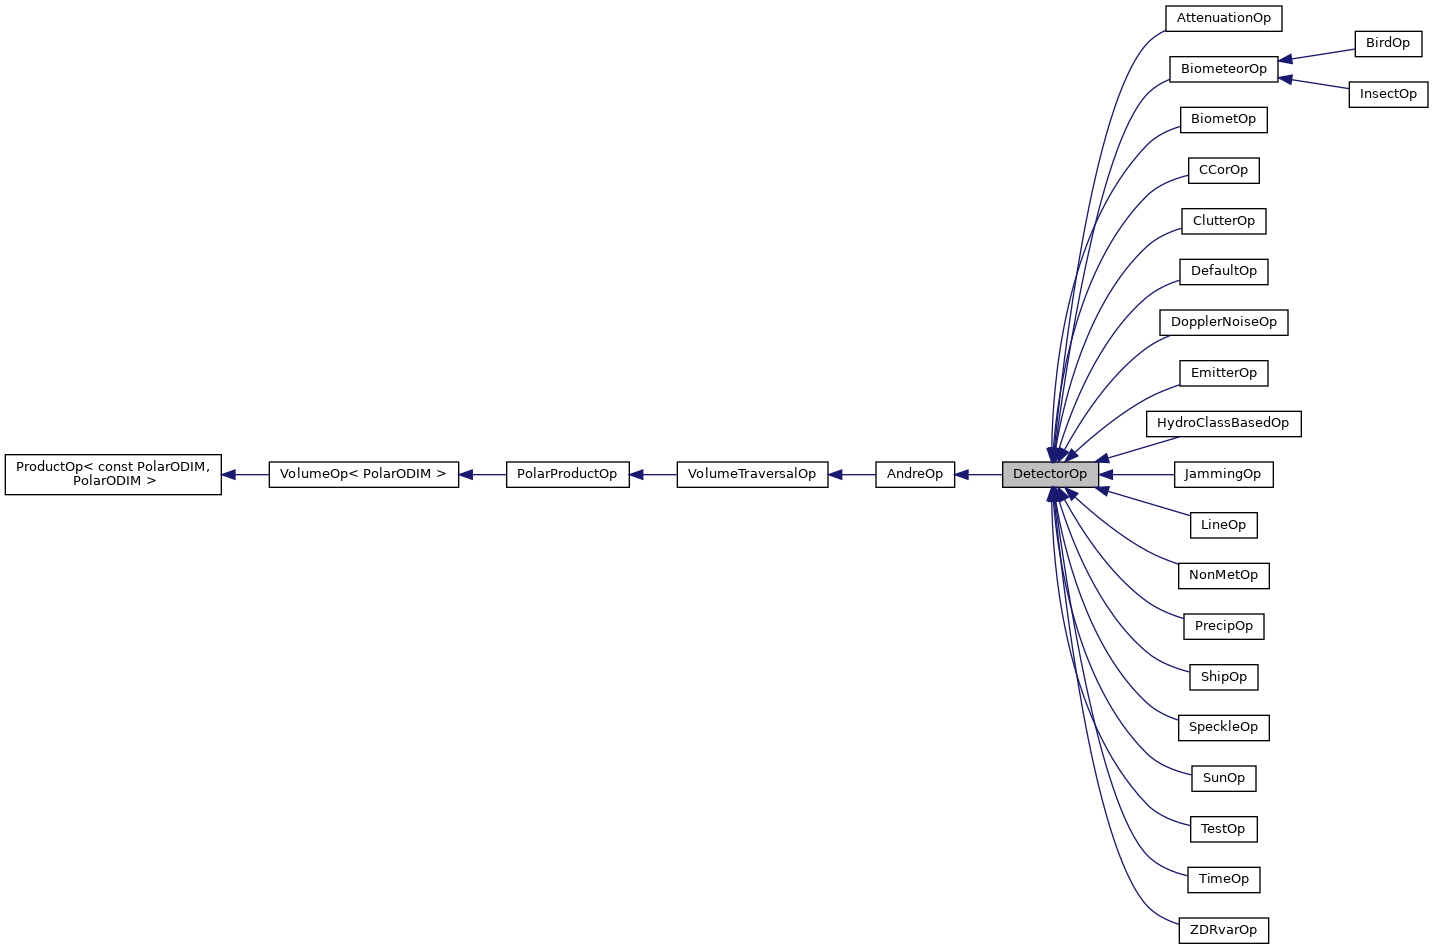 AttenuationOp
BirdOp
BiometeorOp
InsectOp
BiometOp
CCorOp
ClutterOp
DefaultOp
DopplerNoiseOp
EmitterOp
HydroClassBasedOp
ProductOp< const PolarODIM,
PolarODIM >
VolumeOp< PolarODIM >
PolarProductOp
VolumeTraversalOp
AndreOp
DetectorOp
JammingOp
LineOp
NonMetOp
PrecipOp
ShipOp
SpeckleOp
SunOp
TestOp
TimeOp
ZDRvarOp